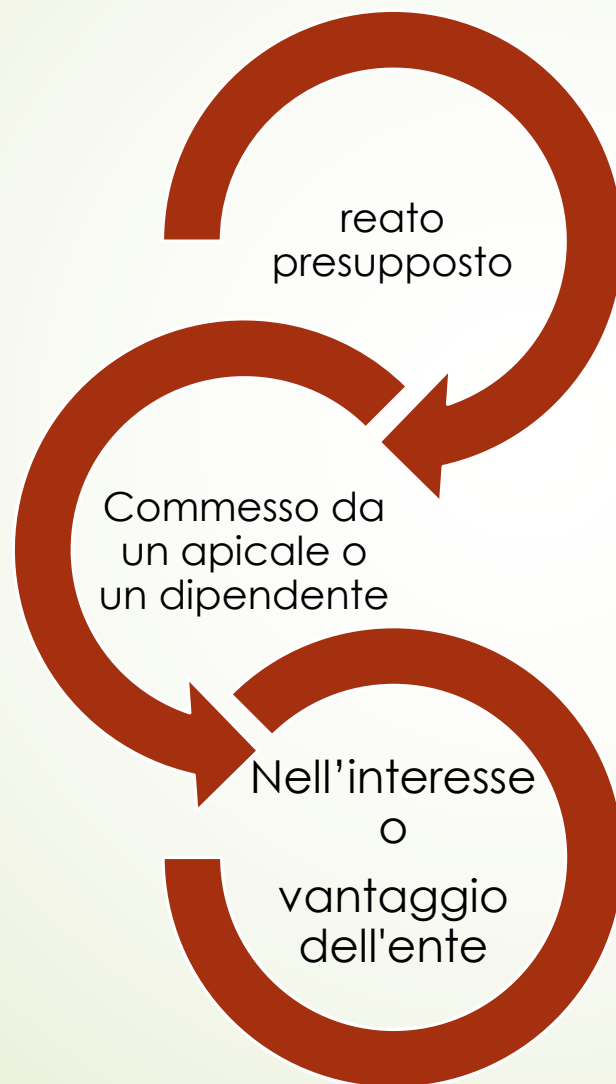 reato
presupposto
Commesso da
un apicale o
un dipendente
Nell’interesse
o
vantaggio
dell'ente